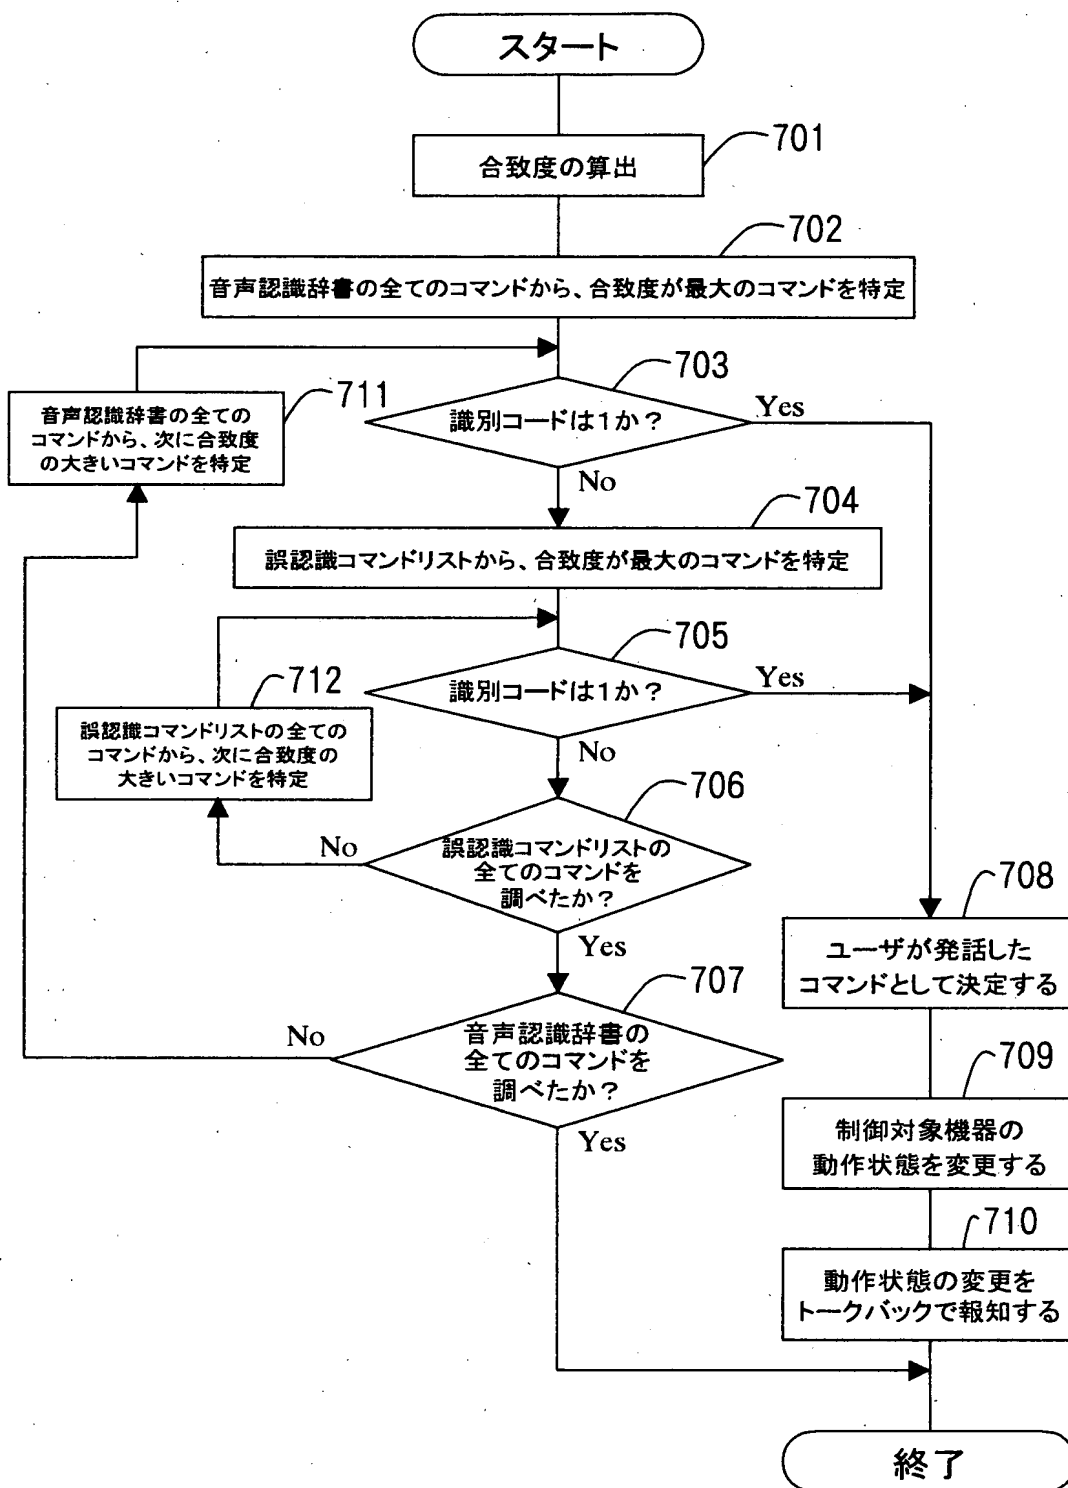 スタート
701
合致度の算出
702
音声認識辞書の全てのコマンドから、合致度が最大のコマンドを特定
703
識別コードは１か？
Yes
No
711
音声認識辞書の全ての
コマンドから、次に合致度
の大きいコマンドを特定
704
誤認識コマンドリストから、合致度が最大のコマンドを特定
705
識別コードは１か？
Yes
No
712
誤認識コマンドリストの全ての
コマンドから、次に合致度の
大きいコマンドを特定
706
誤認識コマンドリストの
全てのコマンドを
調べたか？
No
Yes
707
音声認識辞書の
全てのコマンドを
調べたか？
No
Yes
708
ユーザが発話した
コマンドとして決定する
709
制御対象機器の
動作状態を変更する
710
動作状態の変更を
トークバックで報知する
終了